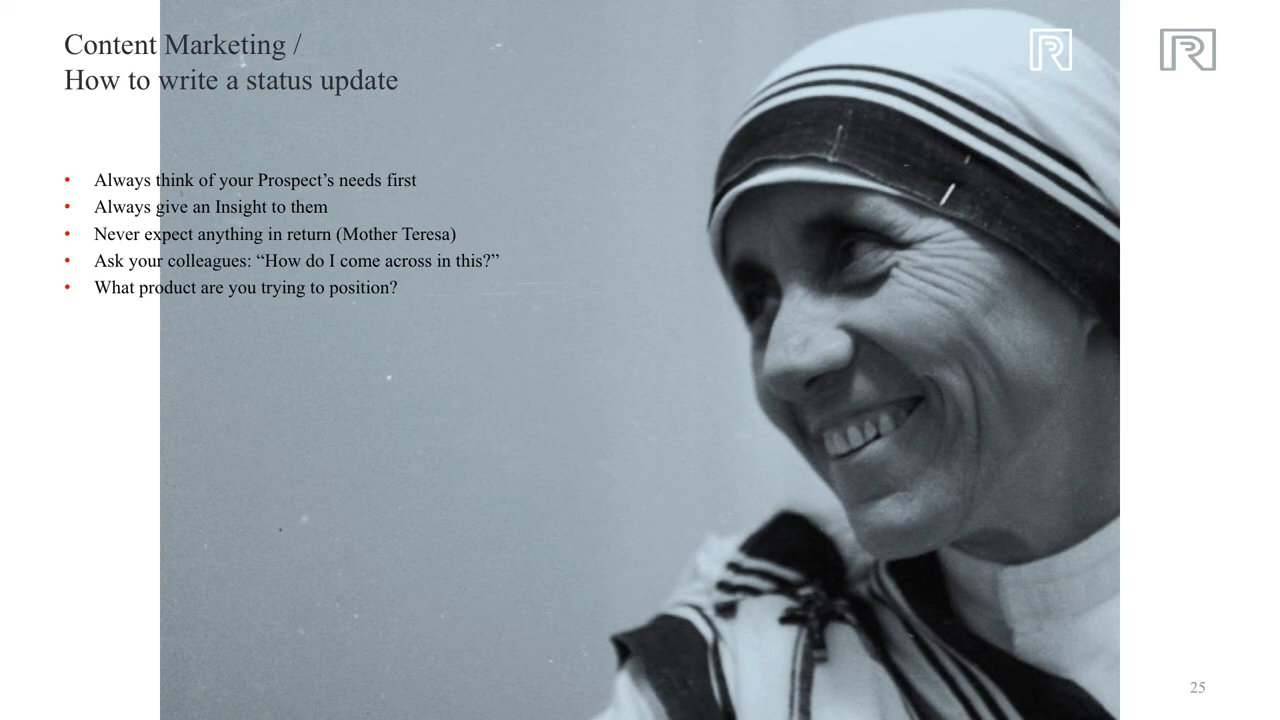 Content Marketing /
How to write a status update
• Always think of your Prospect’s needs first
• Always give an Insight to them
• Never expect anything in return (Mother Teresa)
• Ask your colleagues: “How do I come across in this?”
• What product are you trying to position?
R
R
25